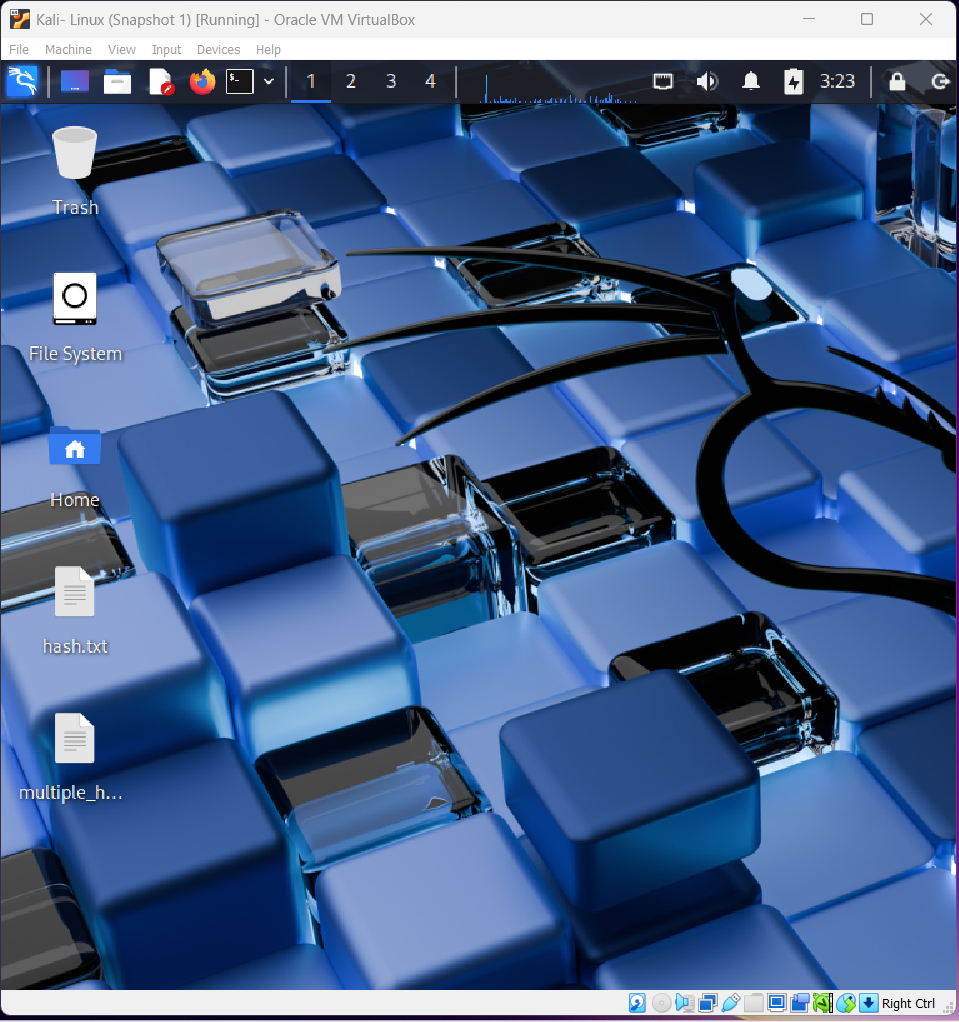 Kali- Linux (Snapshot 1) [Running] - Oracle VM VirtualBox
File Machine View Input Devices Help
$_ 1 2 3 4 3:23
Trash
File System
Home
hash.txt
multiple_h...
Right Ctrl